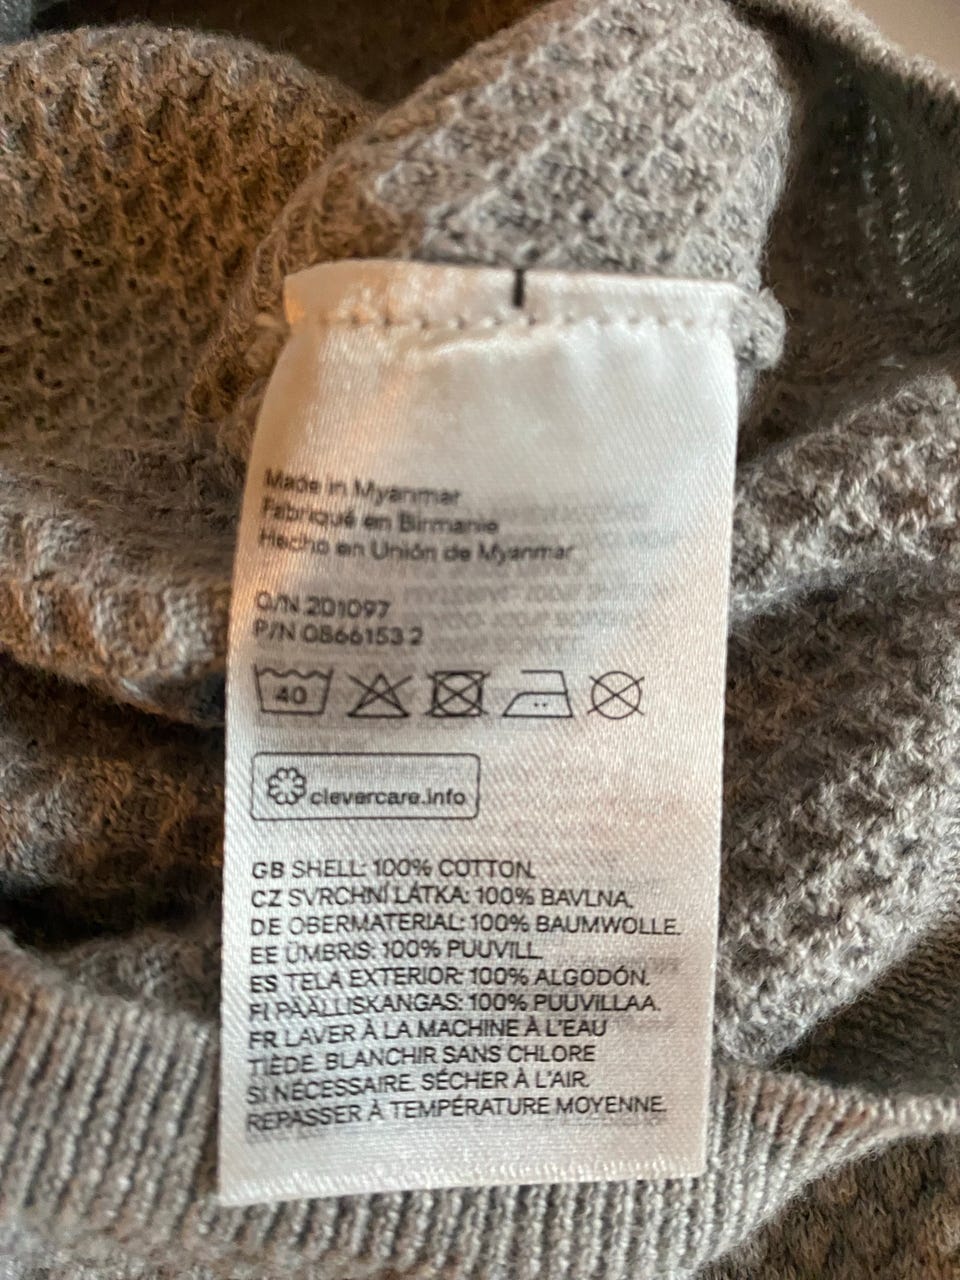 Made in Myanmar
Fabriqué en Birmanie
Hecho en Unión de Myanmar
O/N 201097
P/N 0866153 2
40
clevercare.info
GB SHELL: 100% COTTON.
CZ SVRCHNÍ LÁTKA: 100% BAVLNA.
DE OBERMATERIAL: 100% BAUMWOLLE.
EE ÜMBRIS: 100% PUUVILL.
ES TELA EXTERIOR: 100% ALGODÓN.
FI PÄÄLLISKANGAS: 100% PUUVILLAA.
FR LAVER À LA MACHINE À L'EAU
TIÈDE. BLANCHIR SANS CHLORE
SI NÉCESSAIRE. SÉCHER À L'AIR.
REPASSER À TEMPÉRATURE MOYENNE.